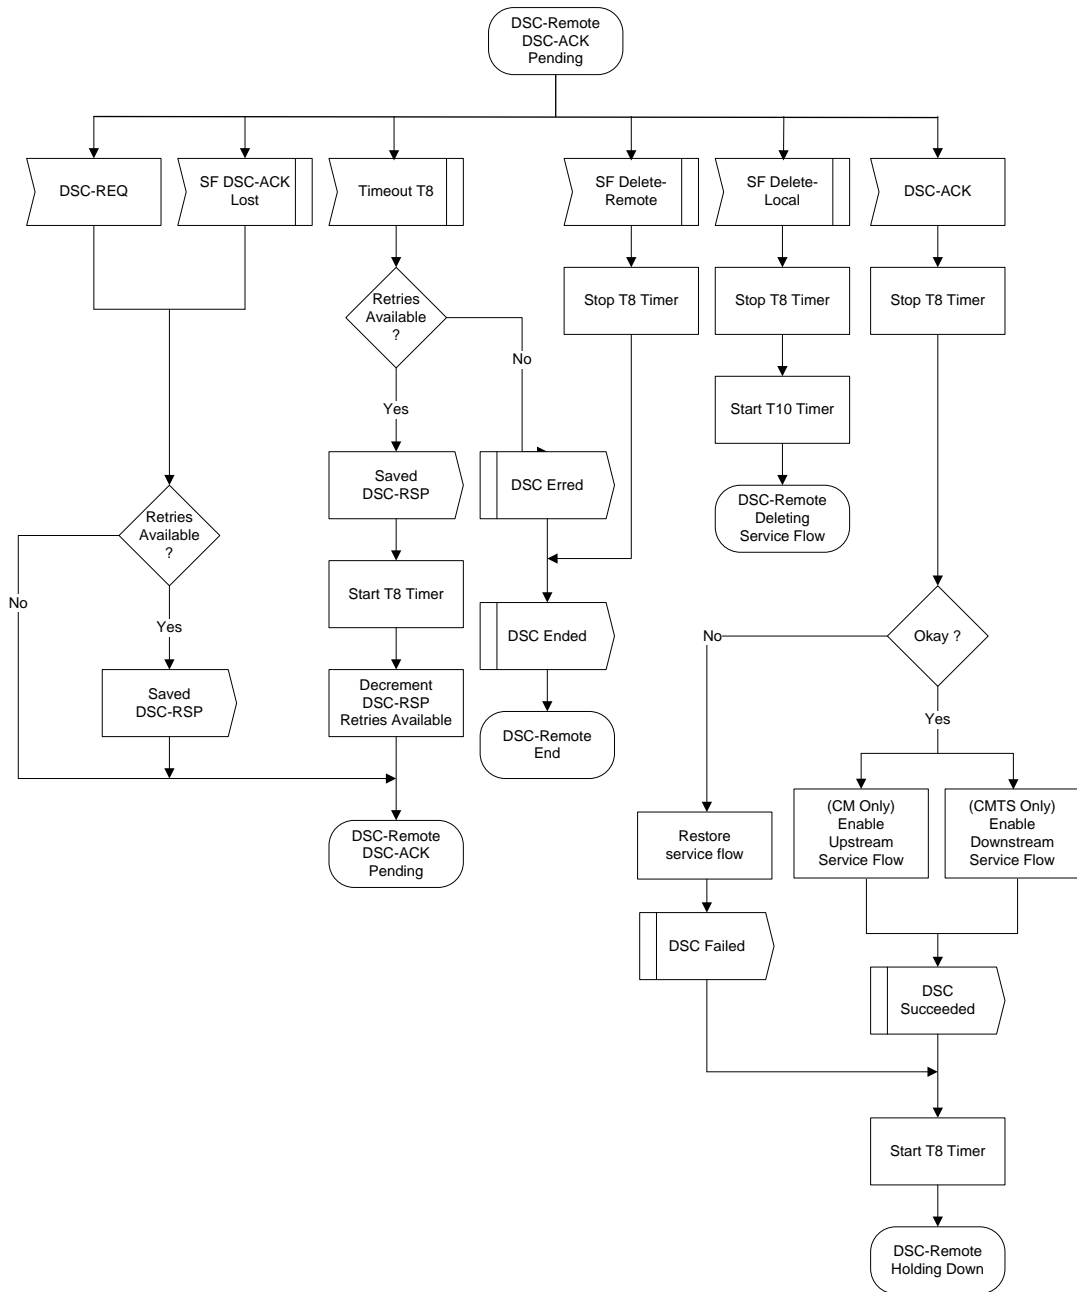 DSC-Remote
DSC-ACK
Pending
DSC-REQ
SF DSC-ACK
Lost
Timeout T8
SF Delete-
Remote
SF Delete-
Local
DSC-ACK
Retries
Available
?
Stop T8 Timer
Stop T8 Timer
Stop T8 Timer
No
Yes
Start T10 Timer
Saved
DSC-RSP
DSC Erred
DSC-Remote
Deleting
Service Flow
Retries
Available
?
No
Yes
Start T8 Timer
DSC Ended
Okay ?
No
Yes
Saved
DSC-RSP
Decrement
DSC-RSP
Retries Available
DSC-Remote
End
DSC-Remote
DSC-ACK
Pending
Restore
service flow
(CM Only)
Enable
Upstream
Service Flow
(CMTS Only)
Enable
Downstream
Service Flow
DSC Failed
DSC
Succeeded
Start T8 Timer
DSC-Remote
Holding Down